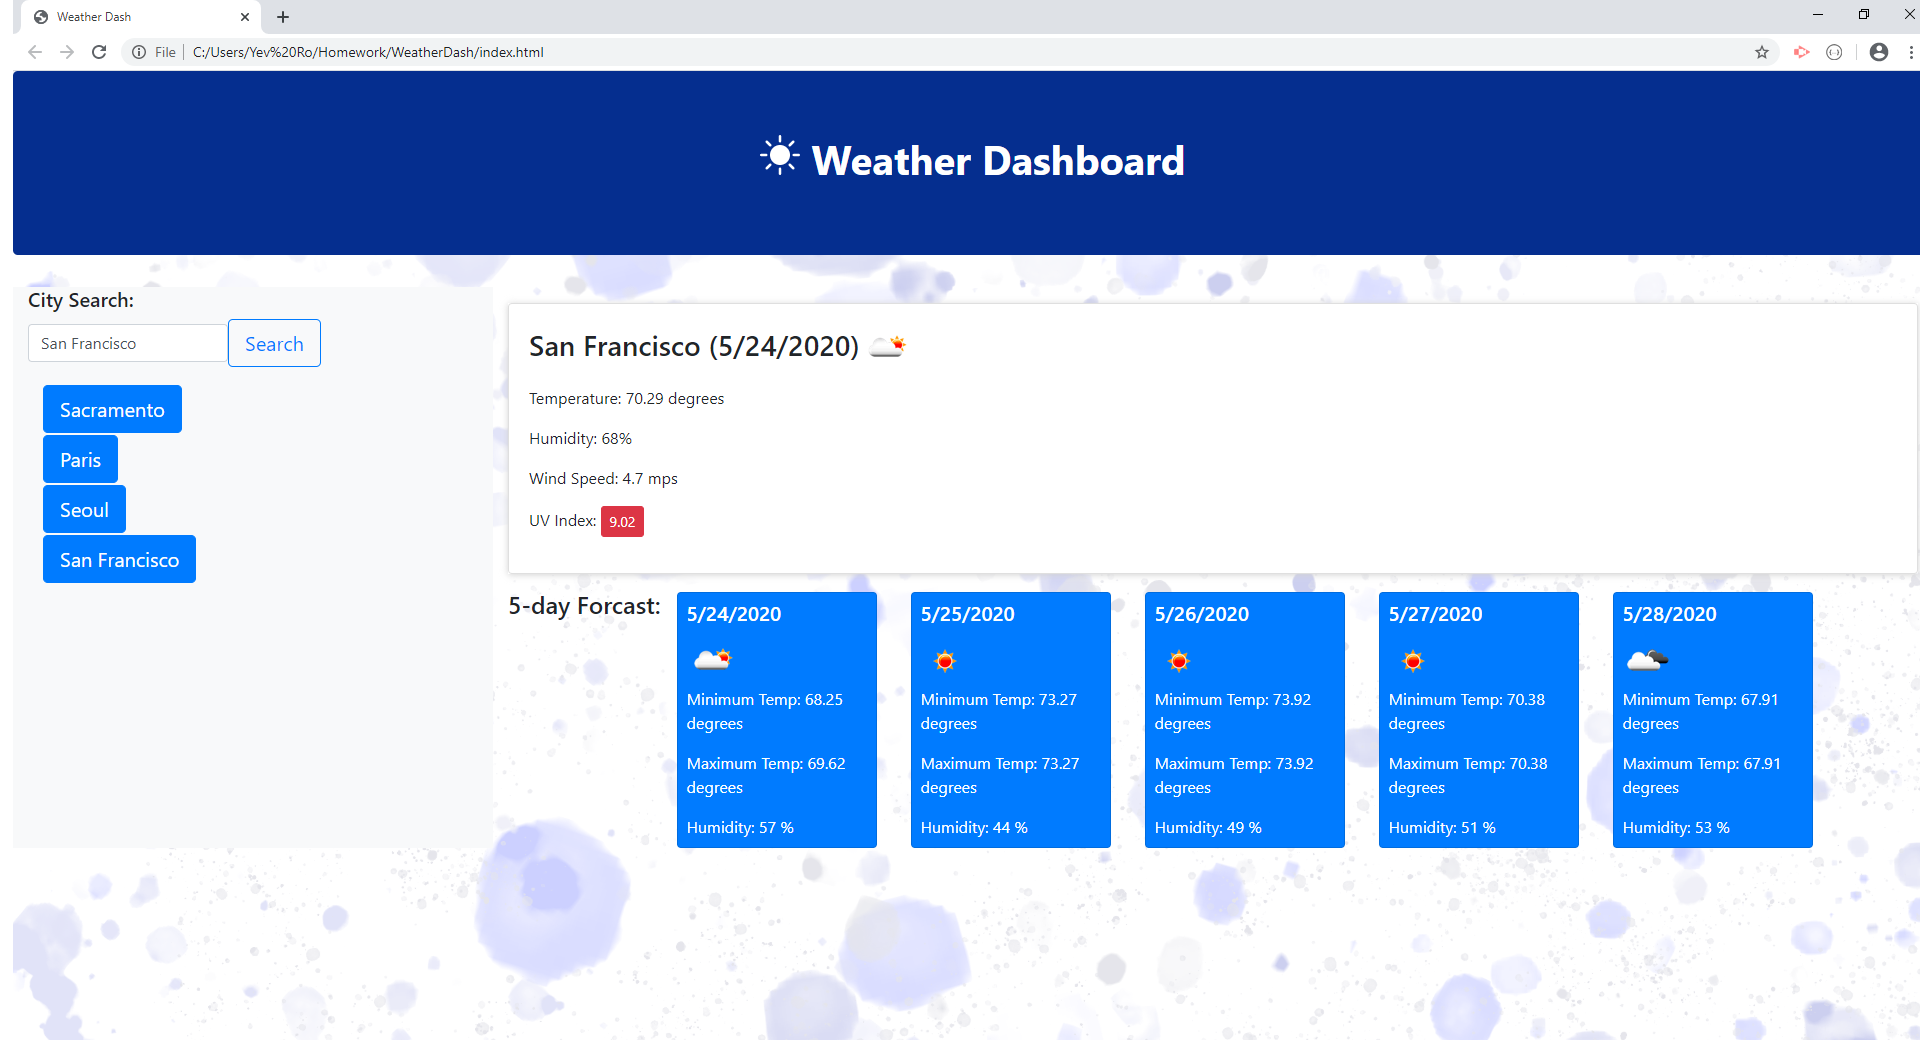 Weather Dash
File
C:/Users/Yev%20Ro/Homework/WeatherDash/index.html
Weather Dashboard
City Search:
San Francisco
Search
Sacramento
Paris
Seoul
San Francisco
San Francisco (5/24/2020)
Temperature: 70.29 degrees
Humidity: 68%
Wind Speed: 4.7 mps
UV Index: 9.02
5-day Forcast:
5/24/2020
Minimum Temp: 68.25
degrees
Maximum Temp: 69.62
degrees
Humidity: 57 %
5/25/2020
Minimum Temp: 73.27
degrees
Maximum Temp: 73.27
degrees
Humidity: 44 %
5/26/2020
Minimum Temp: 73.92
degrees
Maximum Temp: 73.92
degrees
Humidity: 49 %
5/27/2020
Minimum Temp: 70.38
degrees
Maximum Temp: 70.38
degrees
Humidity: 51 %
5/28/2020
Minimum Temp: 67.91
degrees
Maximum Temp: 67.91
degrees
Humidity: 53 %